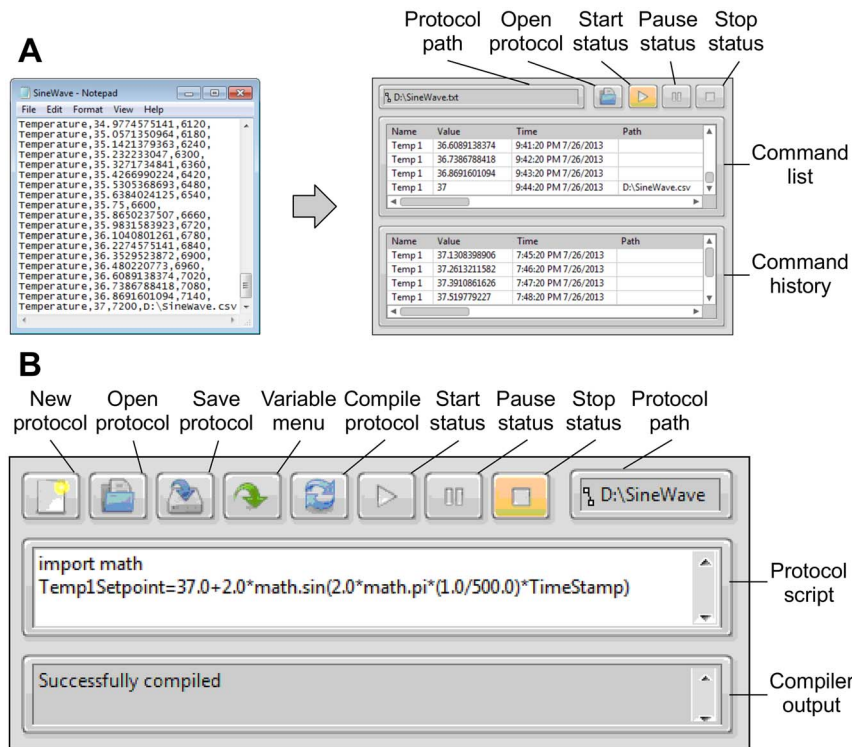 A
Protocol path
Open protocol
Start status
Pause status
Stop status
SineWave - Notepad
File Edit Format View Help
Temperature,34.9774575141,6120,
Temperature,35.0571350964,6180,
Temperature,35.1421379363,6240,
Temperature,35.232233047,6300,
Temperature,35.3271734841,6360,
Temperature,35.4266990224,6420,
Temperature,35.5305368693,6480,
Temperature,35.6384024125,6540,
Temperature,35.75,6600,
Temperature,35.8650237507,6660,
Temperature,35.9831583923,6720,
Temperature,36.1040801261,6780,
Temperature,36.2274575141,6840,
Temperature,36.3529523872,6900,
Temperature,36.480220773,6960,
Temperature,36.6089138374,7020,
Temperature,36.7386788418,7080,
Temperature,36.8691601094,7140,
Temperature,37,7200,D:\SineWave.csv
D:\SineWave.txt
Name Value Time Path
Temp 1 36.6089138374 9:41:20 PM 7/26/2013
Temp 1 36.7386788418 9:42:20 PM 7/26/2013
Temp 1 36.8691601094 9:43:20 PM 7/26/2013
Temp 1 37 9:44:20 PM 7/26/2013 D:\SineWave.csv
Command list
Name Value Time Path
Temp 1 37.1308398906 7:45:20 PM 7/26/2013
Temp 1 37.2613211582 7:46:20 PM 7/26/2013
Temp 1 37.3910861626 7:47:20 PM 7/26/2013
Temp 1 37.519779227 7:48:20 PM 7/26/2013
Command history
B
New protocol
Open protocol
Save protocol
Variable menu
Compile protocol
Start status
Pause status
Stop status
Protocol path
D:\SineWave
import math
Temp1Setpoint=37.0+2.0*math.sin(2.0*math.pi*(1.0/500.0)*TimeStamp)
Protocol script
Successfully compiled
Compiler output